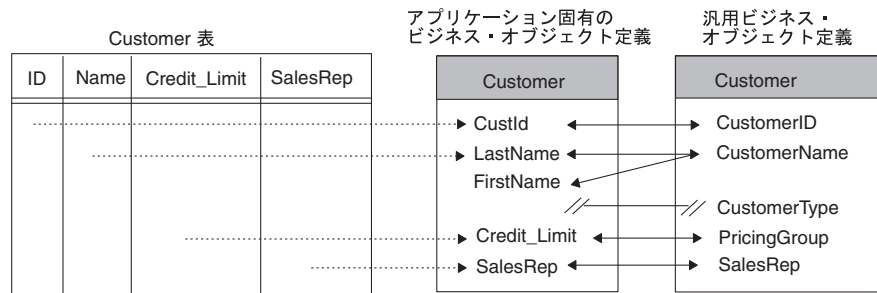 Customer 表
ID Name Credit_Limit SalesRep
アプリケーション固有の
ビジネス・オブジェクト定義
Customer
CustId
LastName
FirstName
Credit_Limit
SalesRep
汎用ビジネス・
オブジェクト定義
Customer
CustomerID
CustomerName
CustomerType
PricingGroup
SalesRep